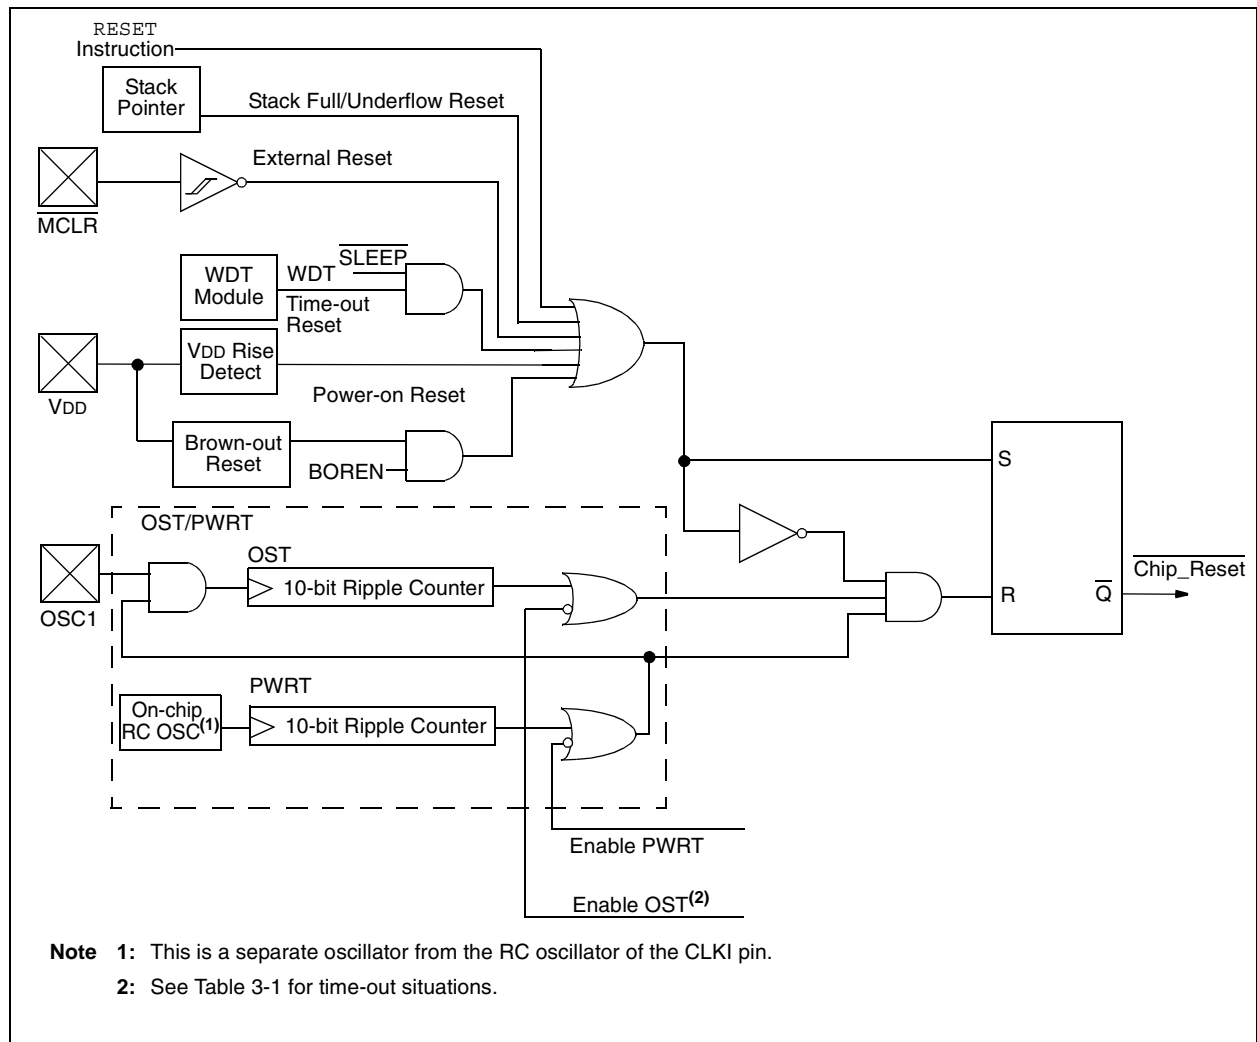 RESET
Instruction
Stack
Pointer
Stack Full/Underflow Reset
External Reset
MCLR
SLEEP
WDT
Module
WDT
Time-out
Reset
VDD Rise
Detect
VDD
Power-on Reset
Brown-out
Reset
BOREN
OST/PWRT
OST
10-bit Ripple Counter
OSC1
PWRT
On-chip
RC OSC(1)
10-bit Ripple Counter
S
R
Q
Chip_Reset
Enable PWRT
Enable OST(2)
Note 1: This is a separate oscillator from the RC oscillator of the CLKI pin.
2: See Table 3-1 for time-out situations.